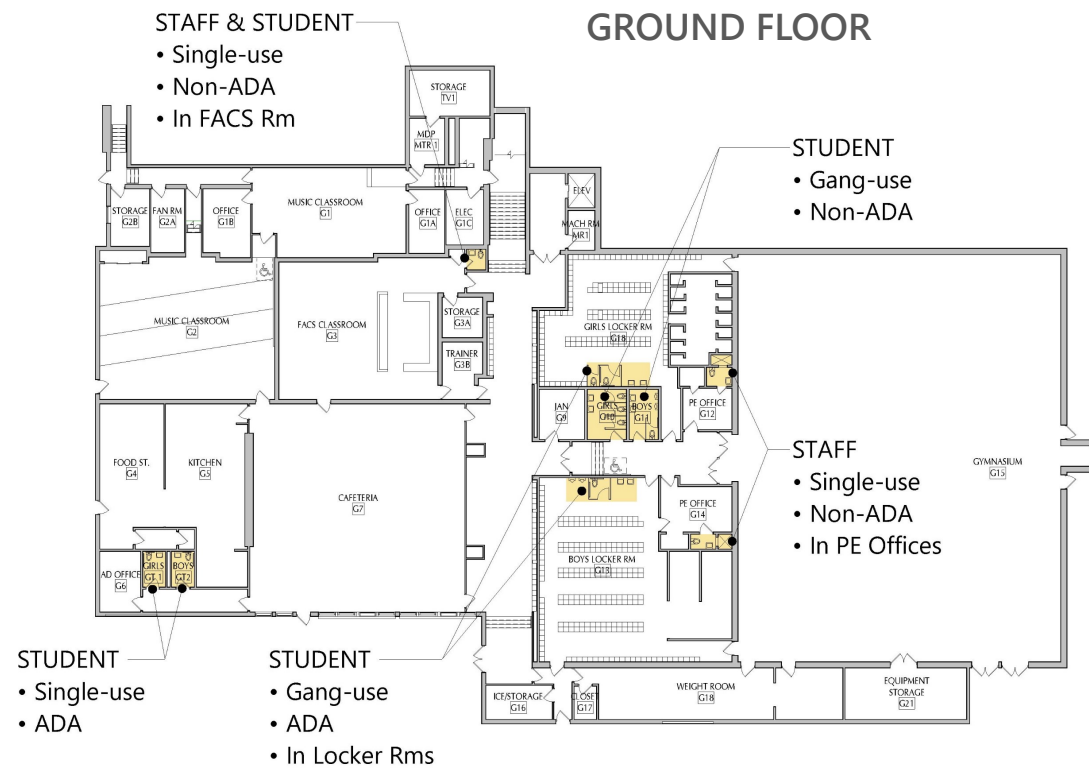 GROUND FLOOR
STAFF & STUDENT
• Single-use
• Non-ADA
• In FACS Rm
STORAGE
TV1
MDP
MTR 1
STUDENT
• Gang-use
• Non-ADA
ELEV
MACH RM
MR1
STORAGE
G2B
FAN RM
G2A
OFFICE
G1B
MUSIC CLASSROOM
G1
OFFICE
G1A
ELEC
G1C
MUSIC CLASSROOM
G2
FACS CLASSROOM
G3
STORAGE
G3A
TRAINER
G3B
GIRLS LOCKER RM
G18
JAN
G9
GIRLS
G10
BOYS
G11
PE OFFICE
G12
GYMNASIUM
G15
FOOD ST.
G4
KITCHEN
G5
CAFETERIA
G7
PE OFFICE
G14
BOYS LOCKER RM
G13
STAFF
• Single-use
• Non-ADA
• In PE Offices
AD OFFICE
G6
GIRLS
GT.1
BOYS
GT2
STUDENT
• Single-use
• ADA
STUDENT
• Gang-use
• ADA
• In Locker Rms
ICE/STORAGE
G16
CLOSET
G17
WEIGHT ROOM
G18
EQUIPMENT
STORAGE
G21